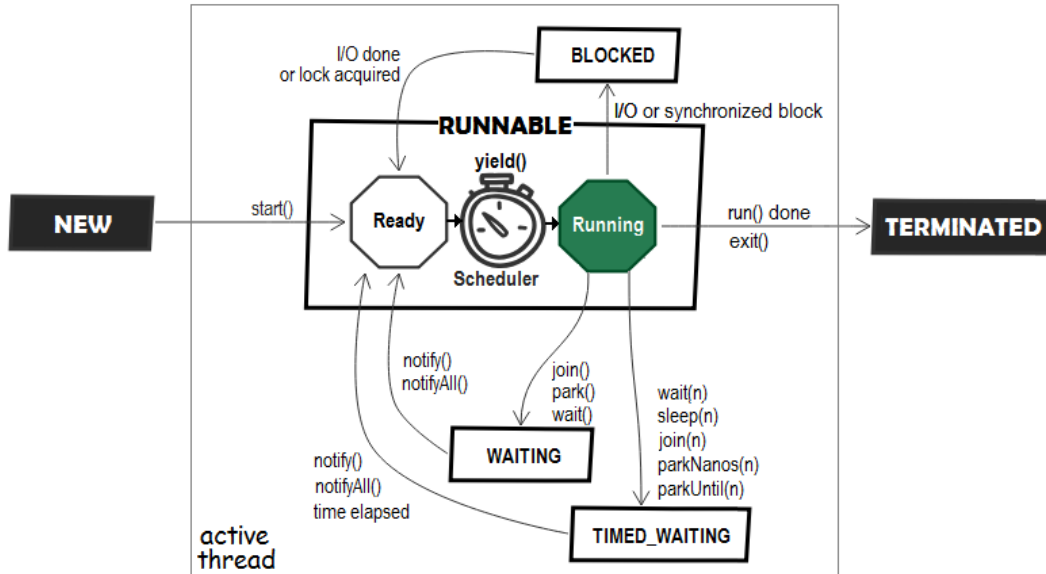 BLOCKED
I/O done
or lock acquired
I/O or synchronized block
RUNNABLE
yield()
NEW
start()
Ready
Running
run() done
exit()
TERMINATED
Scheduler
notify()
notifyAll()
join()
park()
wait()
wait(n)
sleep(n)
join(n)
parkNanos(n)
parkUntil(n)
WAITING
notify()
notifyAll()
time elapsed
TIMED_WAITING
active
thread